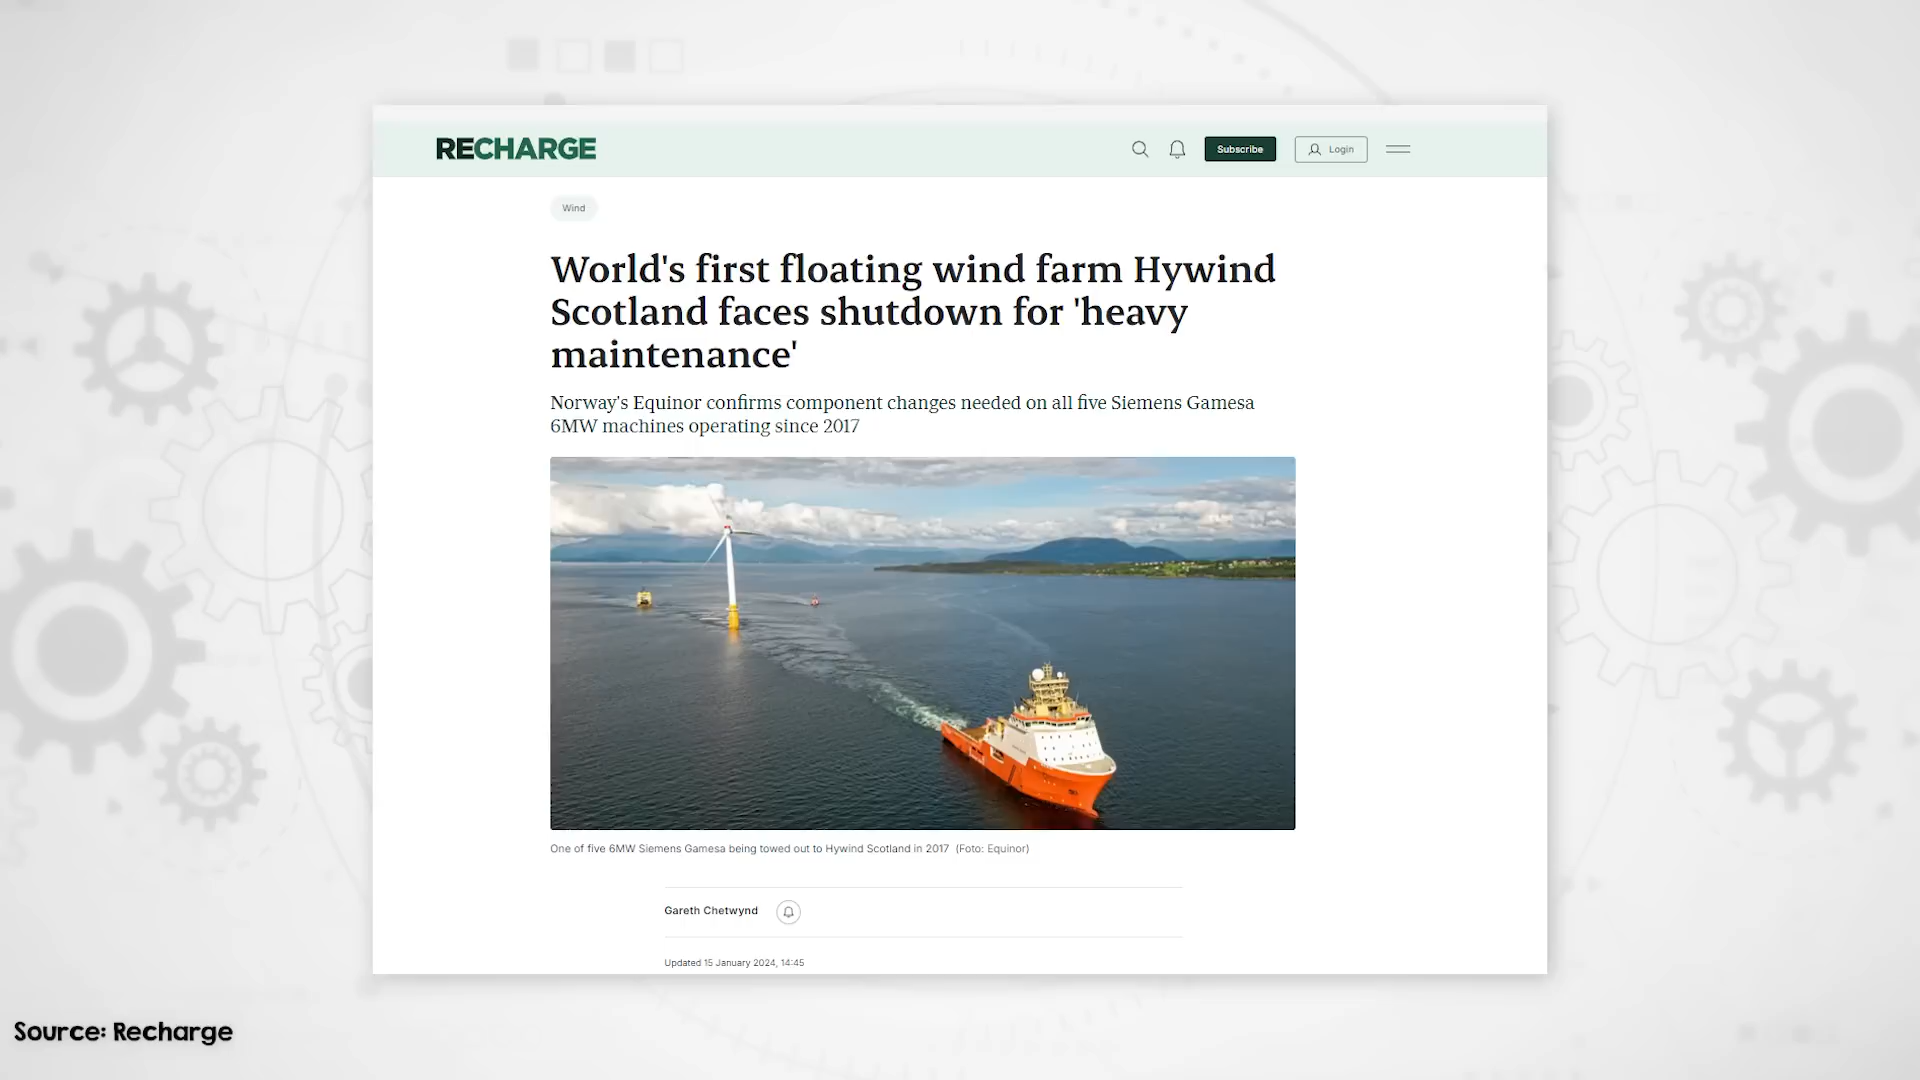 RECHARGE
Subscribe
Login
Wind
World's first floating wind farm Hywind
Scotland faces shutdown for 'heavy
maintenance'
Norway's Equinor confirms component changes needed on all five Siemens Gamesa
6MW machines operating since 2017
One of five 6MW Siemens Gamesa being towed out to Hywind Scotland in 2017 (Foto: Equinor)
Gareth Chetwynd
Updated 15 January 2024, 14:45
Source: Recharge